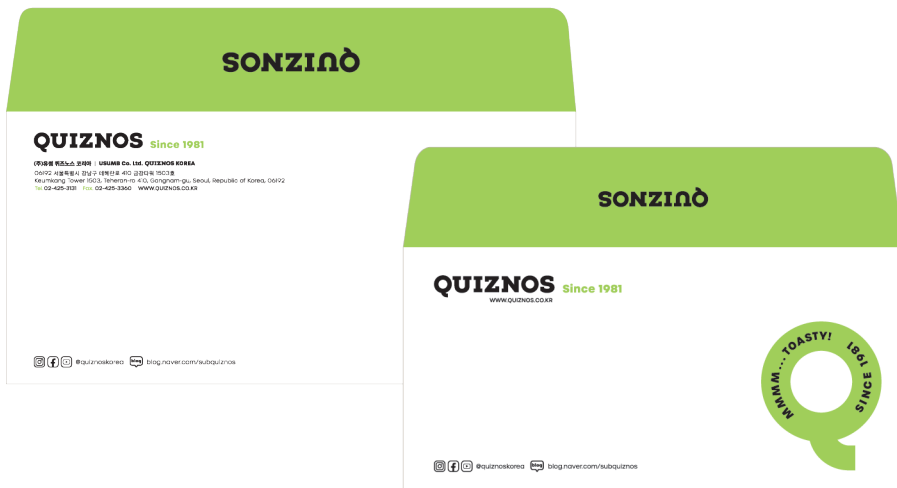 QUIZNOS
QUIZNOS Since 1981
(주)유썸 퀴즈노스 코리아 | USUMB Co. Ltd. QUIZNOS KOREA
06192 서울특별시 강남구 테헤란로 410 금강타워 1503호
Keumkang Tower 1503, Teheran-ro 410, Gangnam-gu, Seoul, Republic of Korea, 06192
Tel. 02-425-3131 Fax. 02-425-3360 WWW.QUIZNOS.CO.KR
@quiznoskorea blog blog.naver.com/subquiznos
QUIZNOS
QUIZNOS Since 1981
WWW.QUIZNOS.CO.KR
MMMM...TOASTY! SINCE 1981
@quiznoskorea blog blog.naver.com/subquiznos